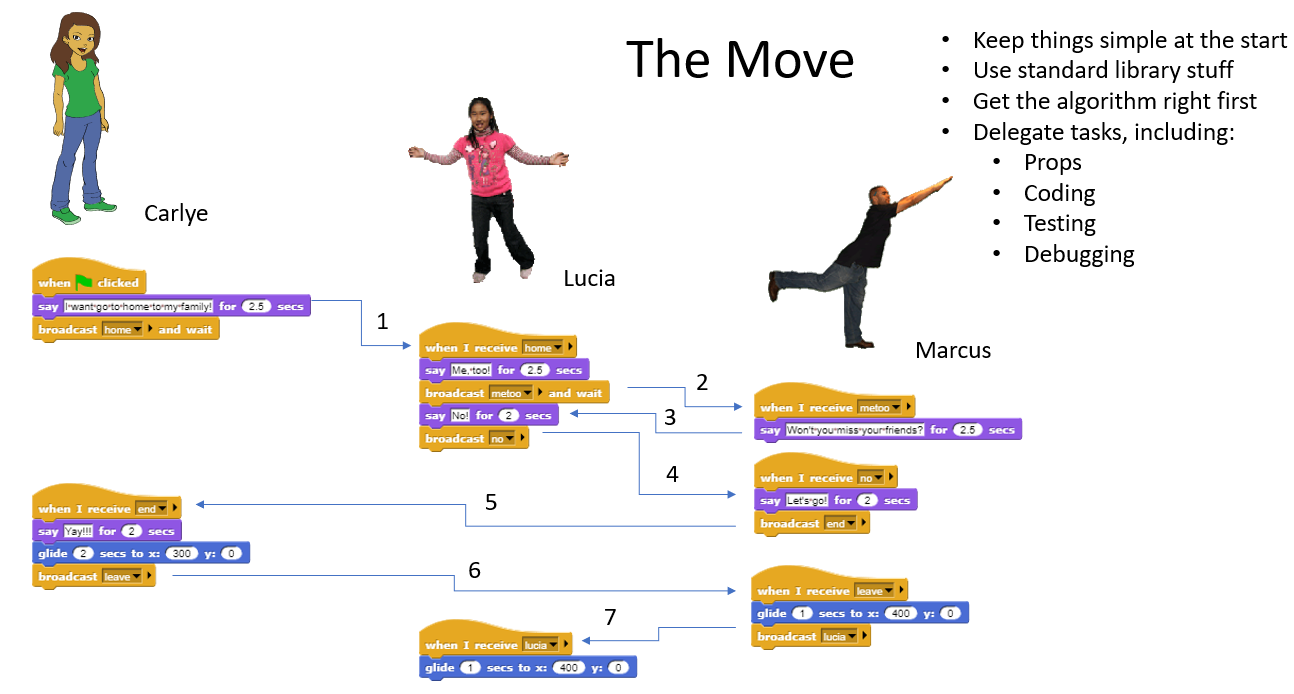 The Move
• Keep things simple at the start
• Use standard library stuff
• Get the algorithm right first
• Delegate tasks, including:
• Props
• Coding
• Testing
• Debugging
Carlye
Lucia
Marcus
when clicked
say I want go to home to my family! for 2.5 secs
broadcast home and wait
1
when I receive home
say Me, too! for 2.5 secs
broadcast metoo and wait
say No! for 2 secs
broadcast no
2
3
when I receive metoo
say Won't you miss your friends? for 2.5 secs
4
when I receive no
say Let's go! for 2 secs
broadcast end
5
when I receive end
say Yay!!! for 2 secs
glide 2 secs to x: 300 y: 0
broadcast leave
6
when I receive leave
glide 1 secs to x: 400 y: 0
broadcast lucia
7
when I receive lucia
glide 1 secs to x: 400 y: 0